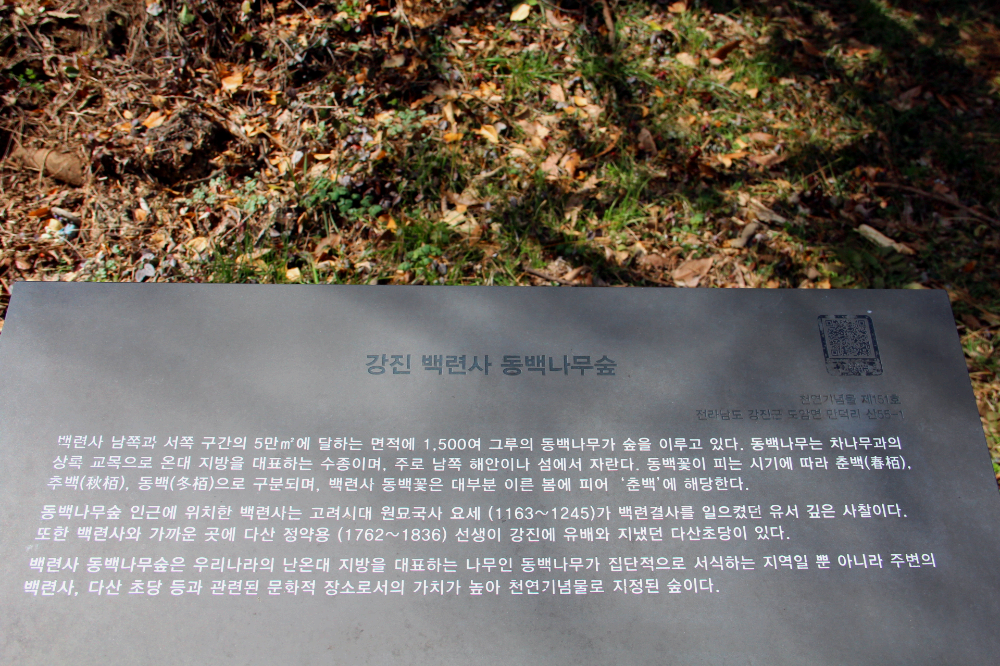 강진 백련사 동백나무숲
천연기념물 제151호
전라남도 강진군 도암면 만덕리 산55-1
백련사 남쪽과 서쪽 구간의 5만㎡에 달하는 면적에 1,500여 그루의 동백나무가 숲을 이루고 있다. 동백나무는 차나무과의
상록 교목으로 온대 지방을 대표하는 수종이며, 주로 남쪽 해안이나 섬에서 자란다. 동백꽃이 피는 시기에 따라 춘백(春栢),
추백(秋栢), 동백(冬栢)으로 구분되며, 백련사 동백꽃은 대부분 이른 봄에 피어 ‘춘백’에 해당한다.
동백나무숲 인근에 위치한 백련사는 고려시대 원묘국사 요세 (1163~1245)가 백련결사를 일으켰던 유서 깊은 사찰이다.
또한 백련사와 가까운 곳에 다산 정약용 (1762~1836) 선생이 강진에 유배와 지냈던 다산초당이 있다.
백련사 동백나무숲은 우리나라의 난온대 지방을 대표하는 나무인 동백나무가 집단적으로 서식하는 지역일 뿐 아니라 주변의
백련사, 다산 초당 등과 관련된 문화적 장소로서의 가치가 높아 천연기념물로 지정된 숲이다.